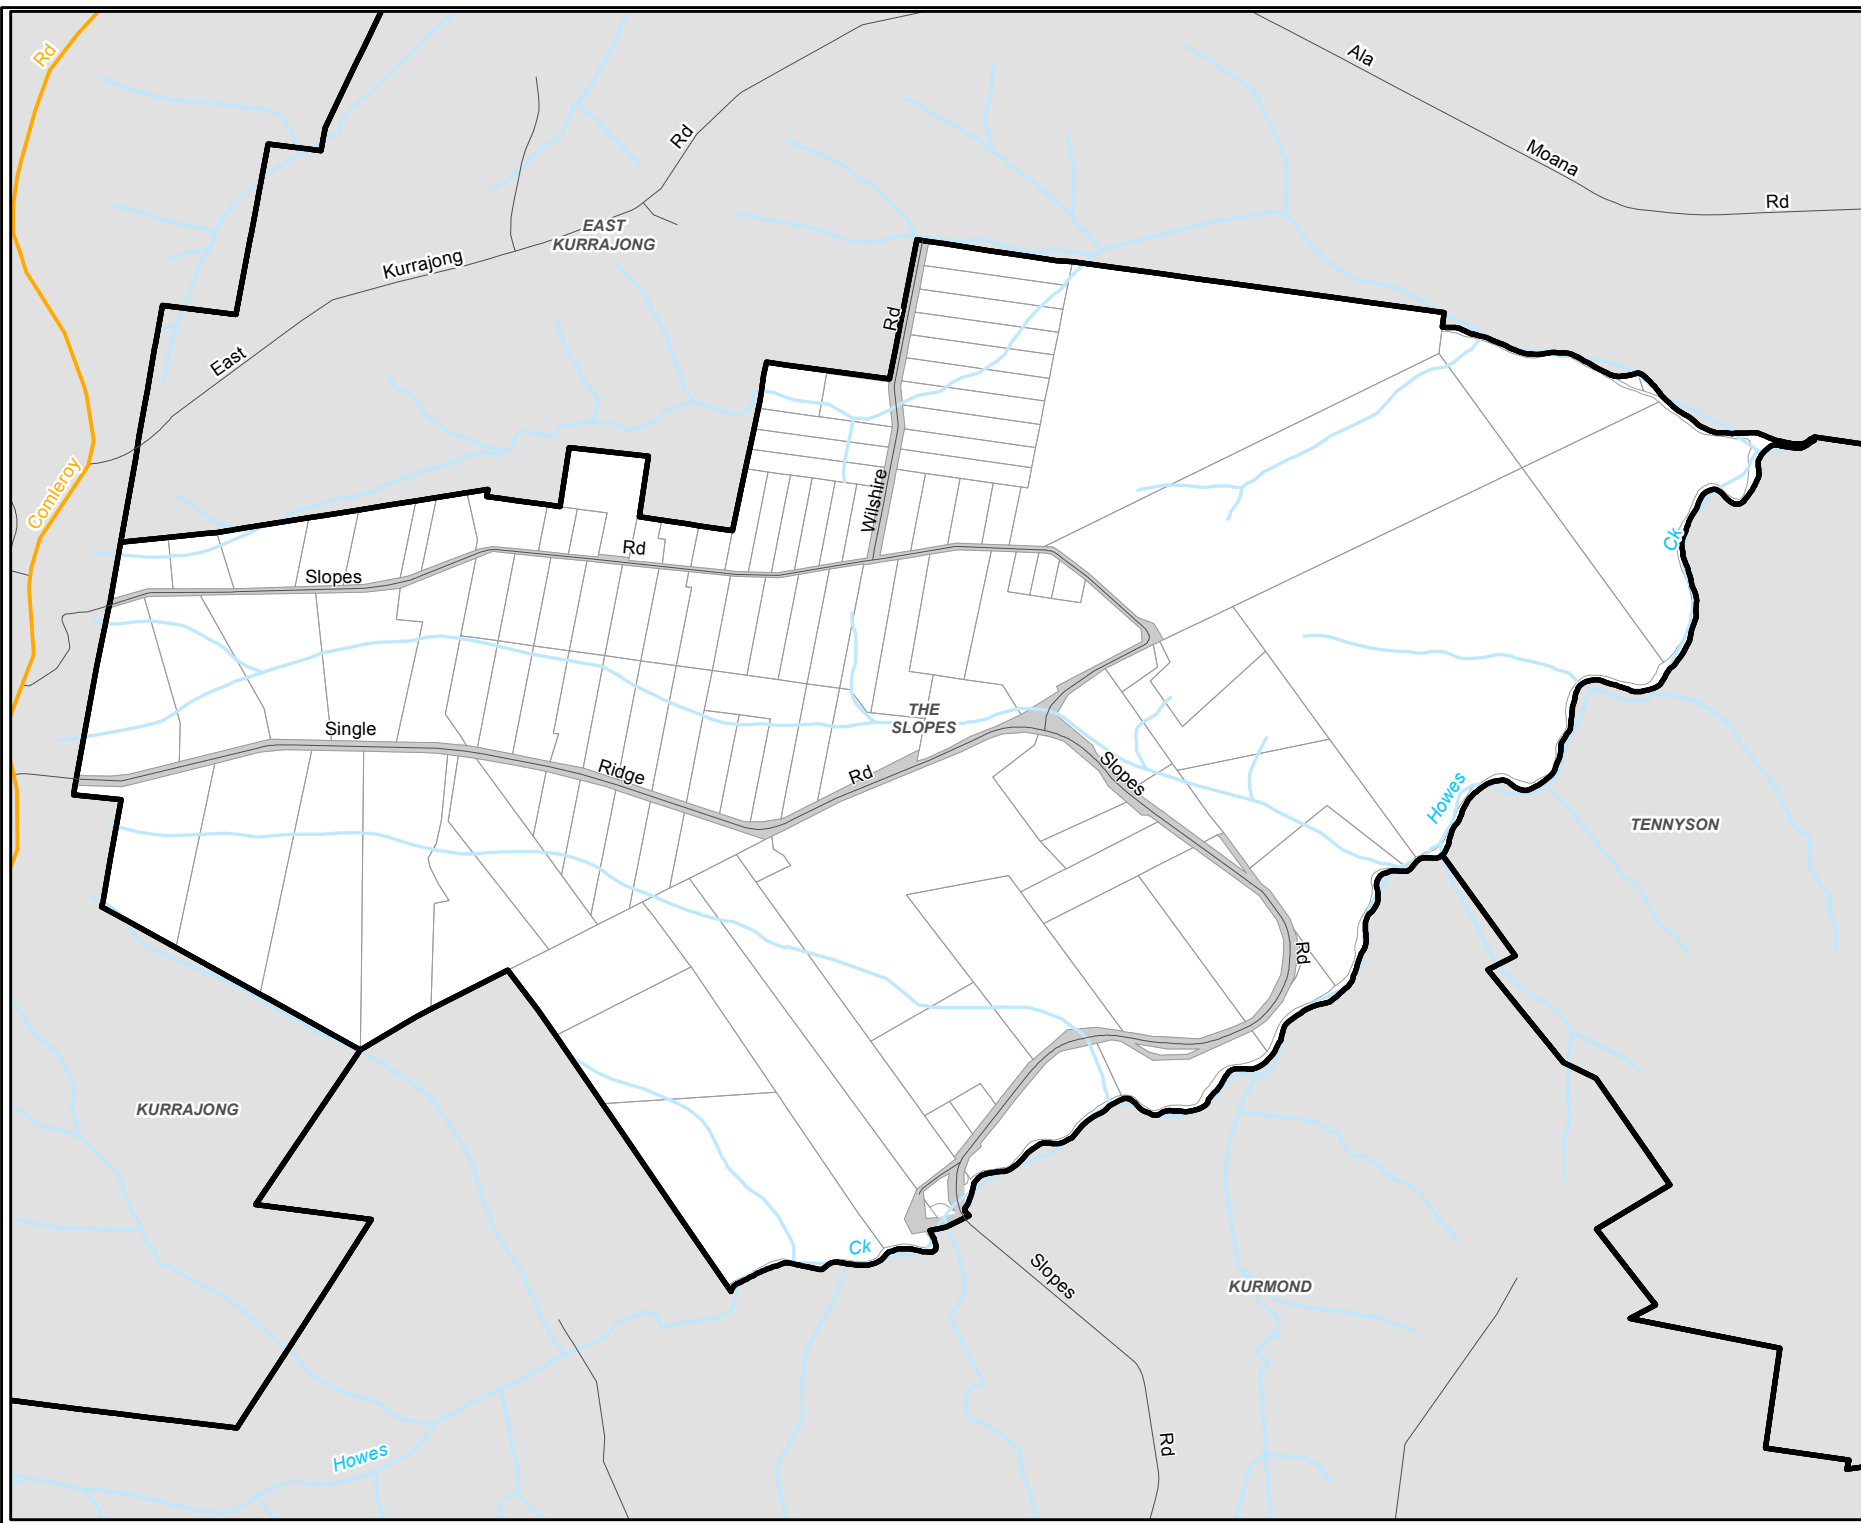 Rd
Ala
Rd
Moana
Rd
EAST
KURRAJONG
Kurrajong
Rd
East
Comleroy
Wilshire
Ck
Rd
Slopes
THE
SLOPES
Single
Ridge
Rd
Slopes
Howes
TENNYSON
Rd
KURRAJONG
Ck
Slopes
KURMOND
Rd
Howes